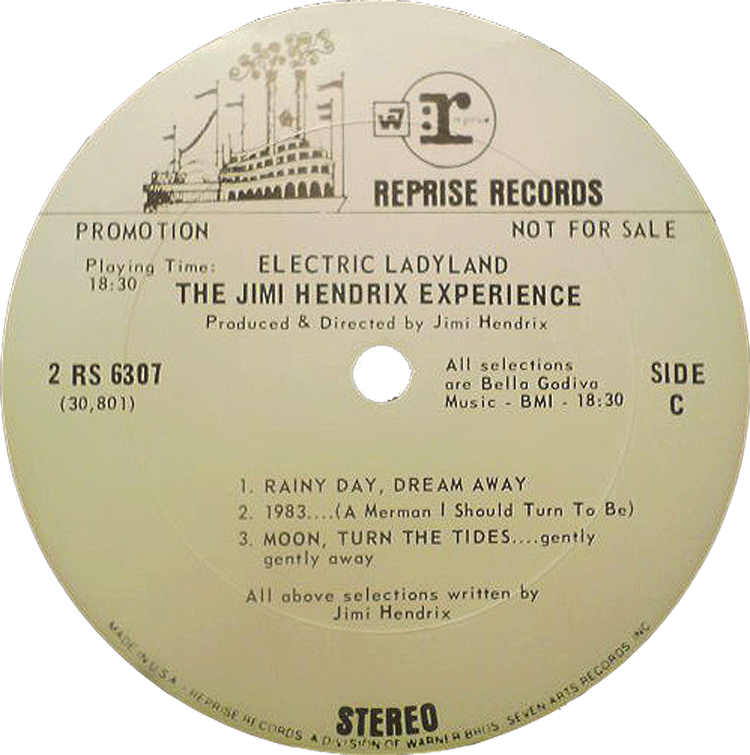 W7
r:
reprise
REPRISE RECORDS
PROMOTION
NOT FOR SALE
Playing Time:
18:30
ELECTRIC LADYLAND
THE JIMI HENDRIX EXPERIENCE
Produced & Directed by Jimi Hendrix
2 RS 6307
(30,801)
All selections
are Bella Godiva
Music - BMI - 18:30
SIDE
C
1. RAINY DAY, DREAM AWAY
2. 1983....(A Merman I Should Turn To Be)
3. MOON, TURN THE TIDES....gently
gently away
All above selections written by
Jimi Hendrix
STEREO
MADE IN U.S.A. - REPRISE RECORDS A DIVISION OF WARNER BROS. SEVEN ARTS RECORDS, INC.